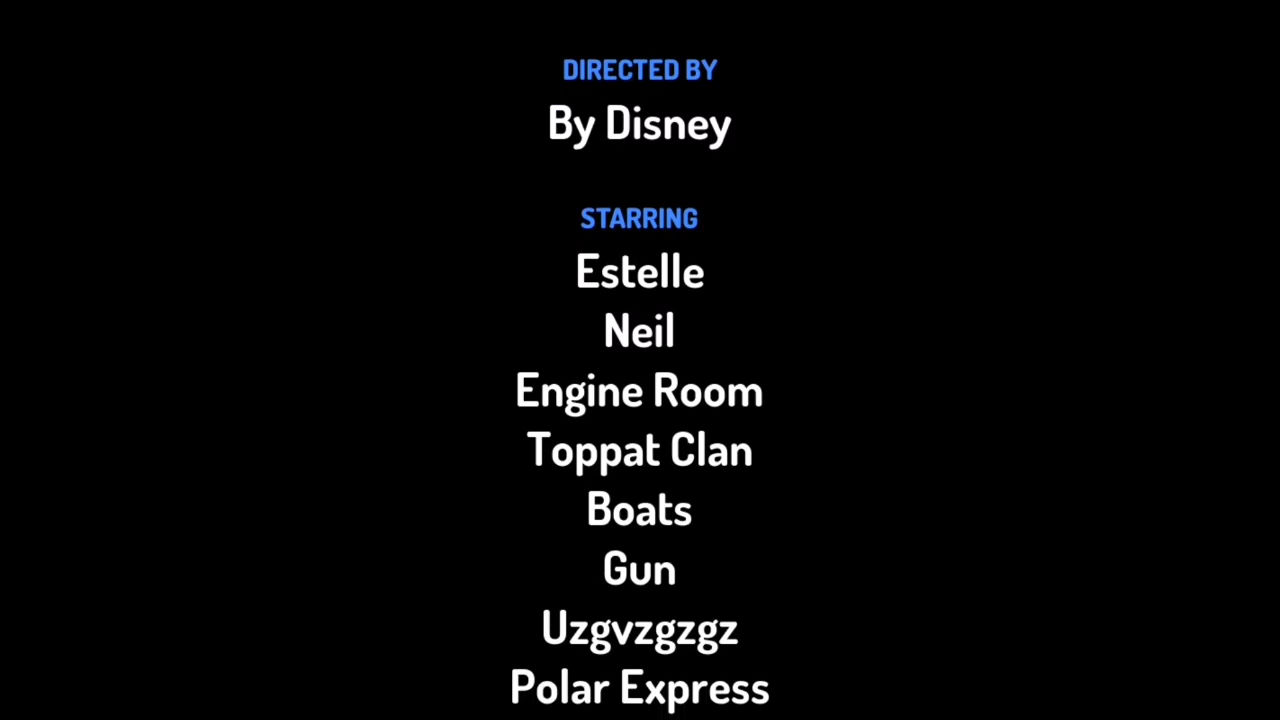 DIRECTED BY
By Disney
STARRING
Estelle
Neil
Engine Room
Toppat Clan
Boats
Gun
Uzgvzgzgz
Polar Express